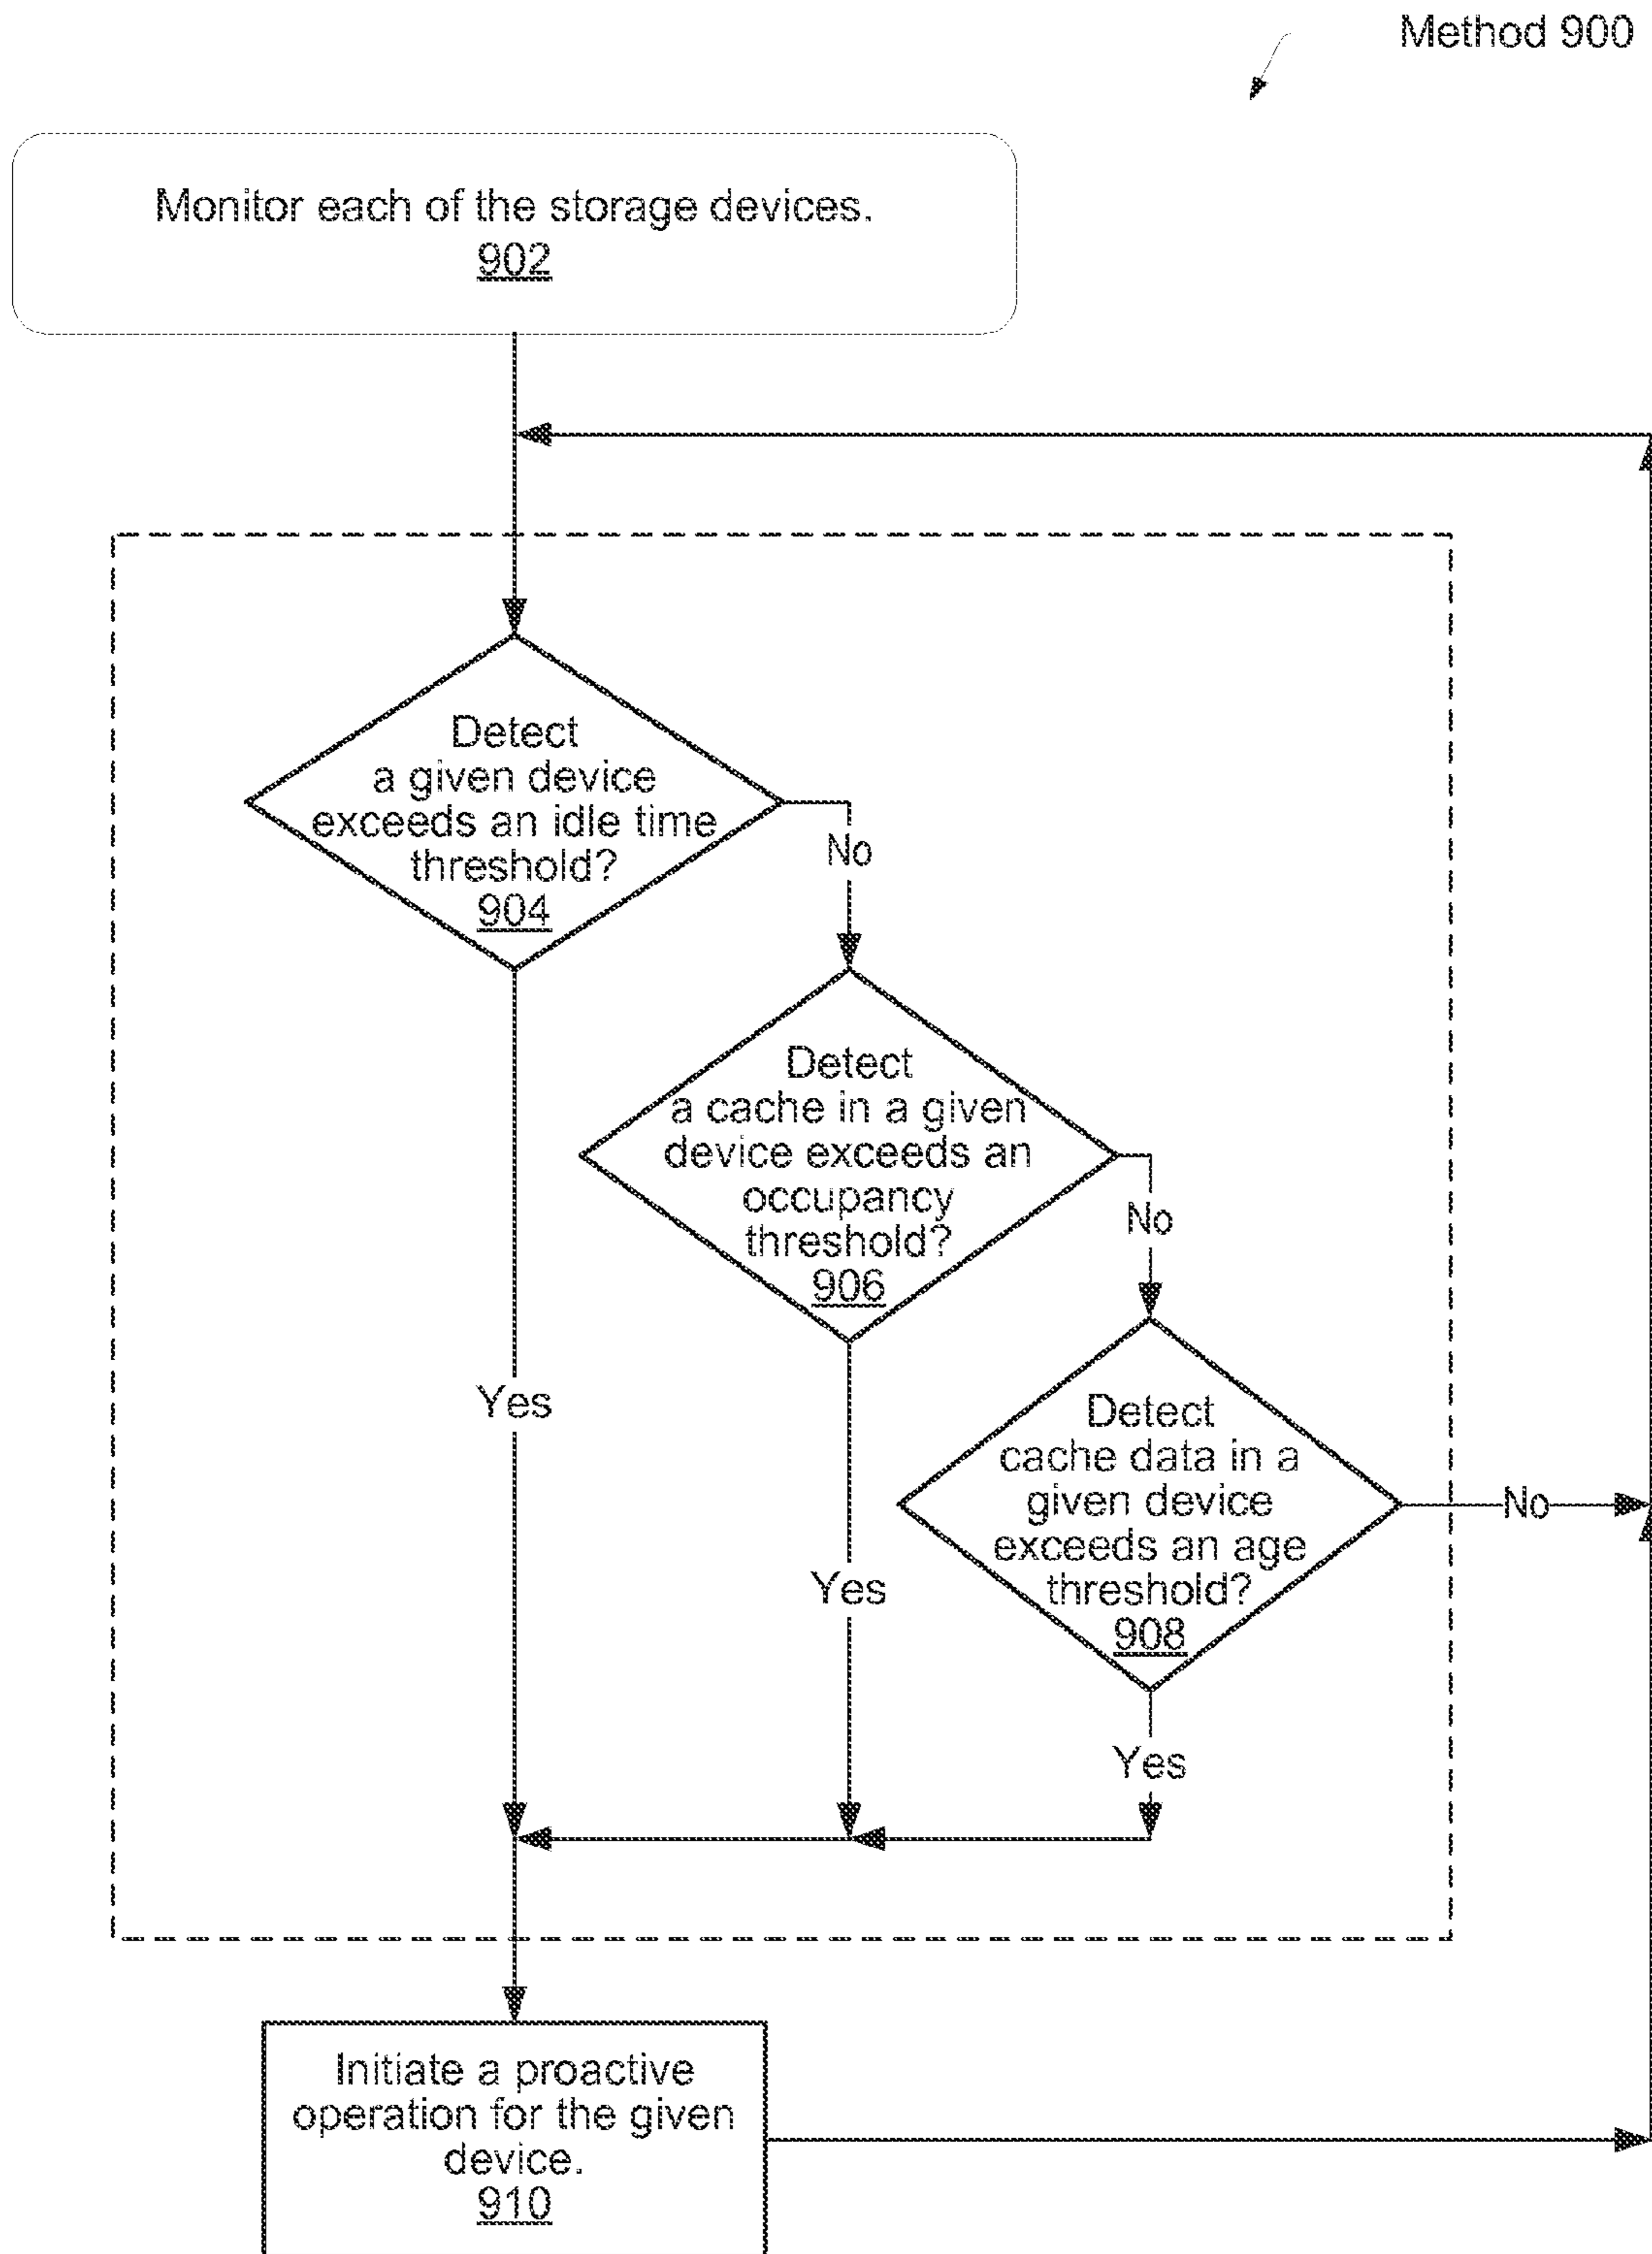 Method 900
Monitor each of the storage devices.
902
Detect
a given device
exceeds an idle time
threshold?
904
No
Detect
a cache in a given
device exceeds an
occupancy
threshold?
906
No
Detect
cache data in a
given device
exceeds an age
threshold?
908
No
Yes
Yes
Yes
Initiate a proactive
operation for the given
device.
910